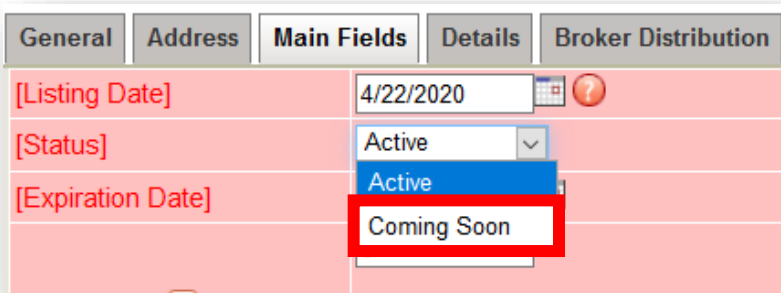 General Address Main Fields Details Broker Distribution
[Listing Date] 4/22/2020 ?
[Status] Active
Active
[Expiration Date]
Coming Soon